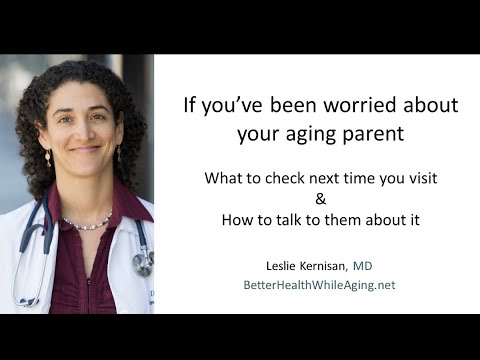 If you’ve been worried about
your aging parent
What to check next time you visit
&
How to talk to them about it
Leslie Kernisan, MD
BetterHealthWhileAging.net